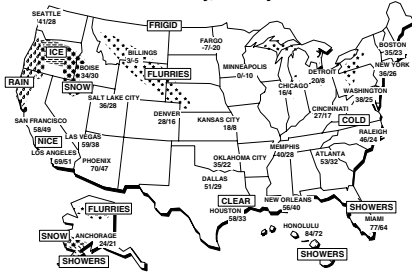 SEATTLE
41/28
FRIGID
FARGO
-7/-20
ICE
BILLINGS
3/-5
BOISE
34/30
FLURRIES
MINNEAPOLIS
0/-10
BOSTON
35/23
DETROIT
20/8
NEW YORK
36/26
RAIN
SNOW
CHICAGO
16/4
SALT LAKE CITY
36/28
WASHINGTON
38/25
DENVER
28/16
KANSAS CITY
18/8
CINCINNATI
27/17
COLD
SAN FRANCISCO
58/49
LAS VEGAS
59/38
RALEIGH
46/24
NICE
LOS ANGELES
69/51
PHOENIX
70/47
OKLAHOMA CITY
35/22
MEMPHIS
40/28
ATLANTA
53/32
DALLAS
51/29
CLEAR
HOUSTON
58/33
NEW ORLEANS
56/40
SHOWERS
MIAMI
77/64
FLURRIES
SNOW
ANCHORAGE
24/21
SHOWERS
HONOLULU
84/72
SHOWERS